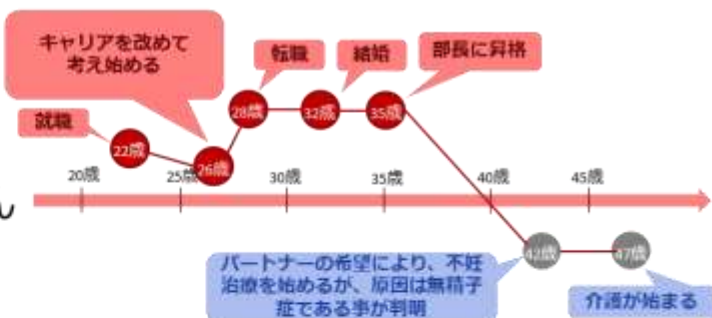 キャリアを改めて
考え始める
転職
結婚
部長に昇格
就職
28歳
32歳
35歳
22歳
26歳
20歳
25歳
30歳
35歳
40歳
45歳
ん
42歳
47歳
パートナーの希望により、不妊
治療を始めるが、原因は無精子
症である事が判明
介護が始まる